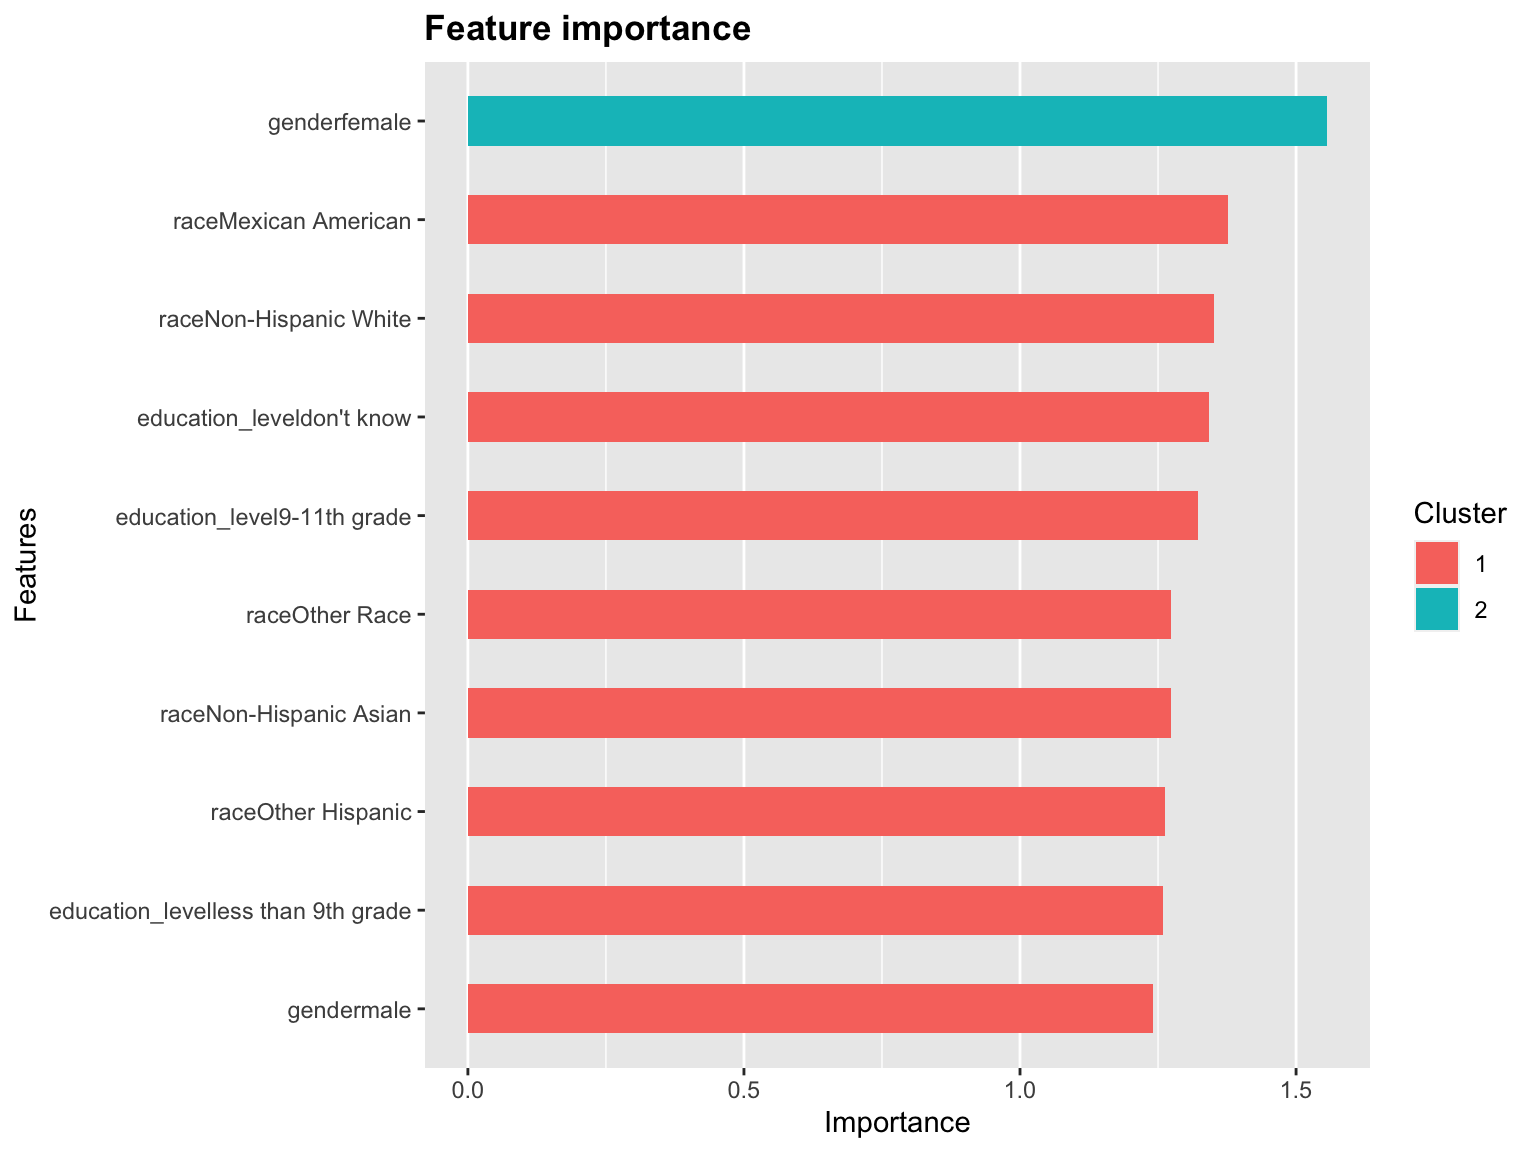 Feature importance
genderfemale
raceMexican American
raceNon-Hispanic White
education_leveldon't know
education_level9-11th grade
raceOther Race
raceNon-Hispanic Asian
raceOther Hispanic
education_levelless than 9th grade
gendermale
Features
0.0 0.5 1.0 1.5
Importance
Cluster
1
2